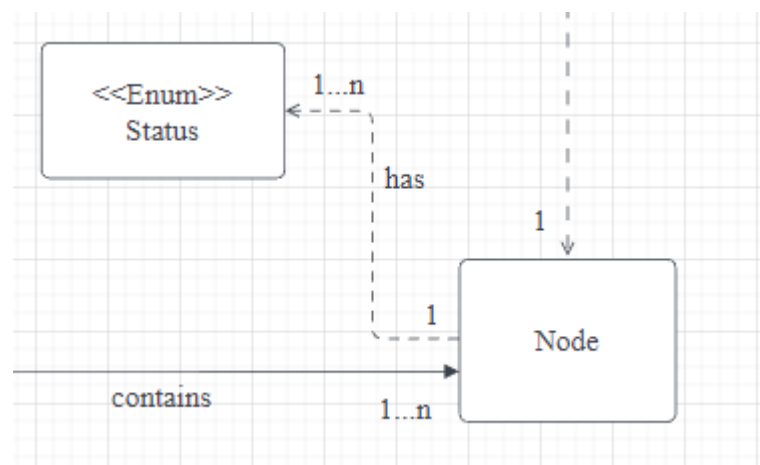 <<Enum>>
Status
1...n
has
1
1
Node
contains
1...n